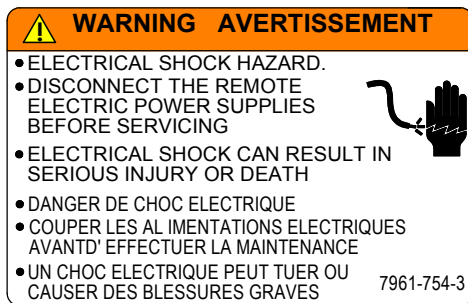 WARNING AVERTISSEMENT
• ELECTRICAL SHOCK HAZARD.
• DISCONNECT THE REMOTE
ELECTRIC POWER SUPPLIES
BEFORE SERVICING
• ELECTRICAL SHOCK CAN RESULT IN
SERIOUS INJURY OR DEATH
• DANGER DE CHOC ELECTRIQUE
• COUPER LES AL IMENTATIONS ELECTRIQUES
AVANTD' EFFECTUER LA MAINTENANCE
• UN CHOC ELECTRIQUE PEUT TUER OU
CAUSER DES BLESSURES GRAVES
7961-754-3